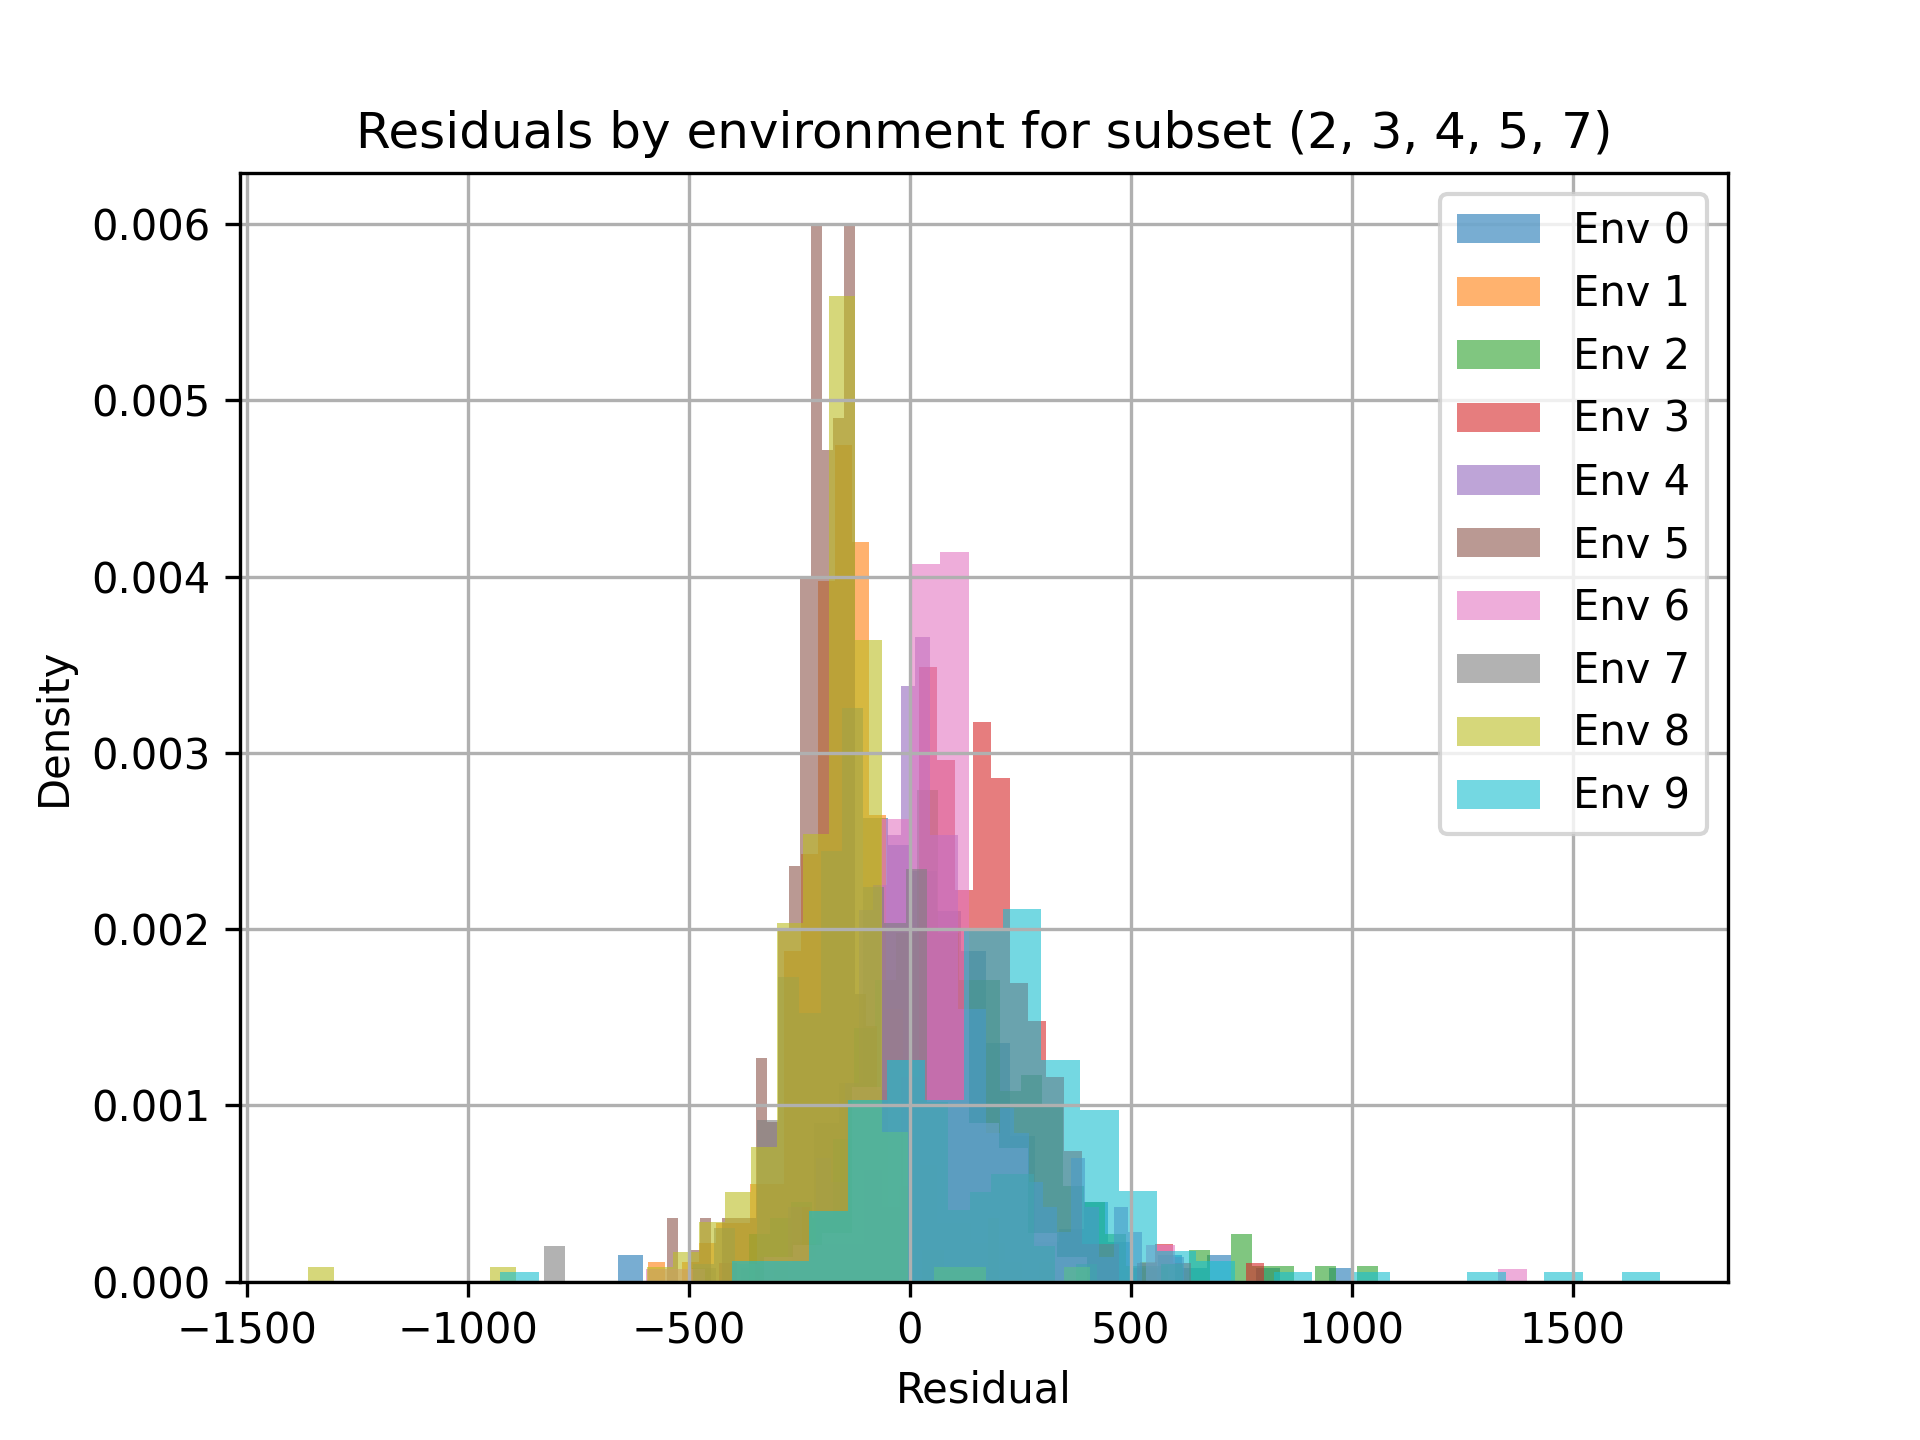 Residuals by environment for subset (2, 3, 4, 5, 7)
Density
0.006
0.005
0.004
0.003
0.002
0.001
0.000
−1500
−1000
−500
0
500
1000
1500
Residual
Env 0
Env 1
Env 2
Env 3
Env 4
Env 5
Env 6
Env 7
Env 8
Env 9